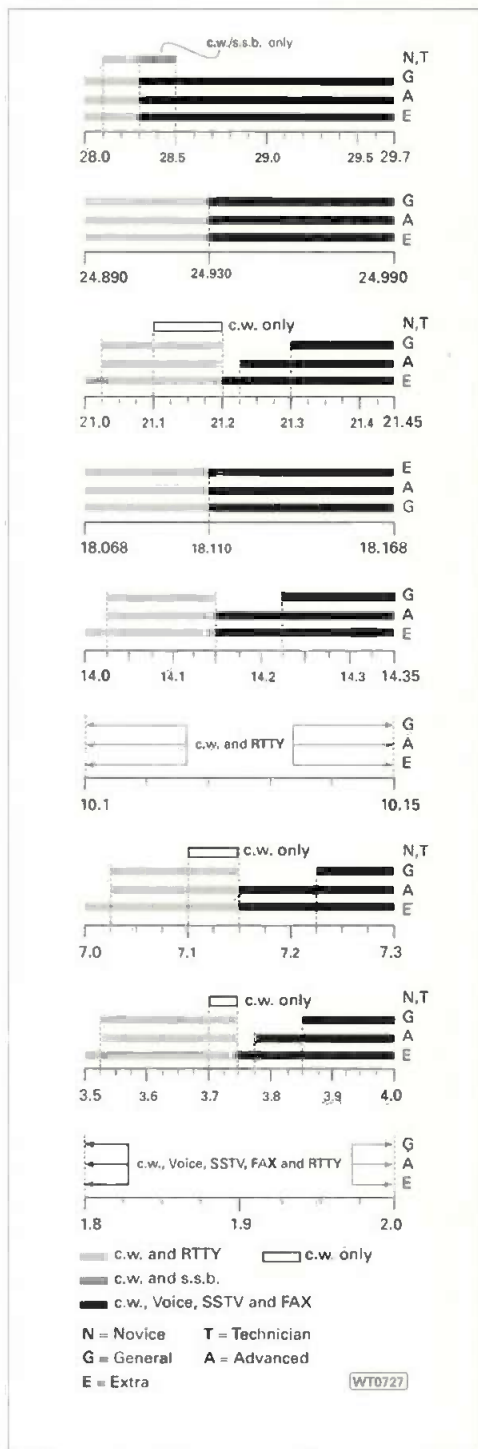 c.w./s.s.b. only
N,T
G
A
E
28.0 28.5 29.0 29.5 29.7
G
A
E
24.890 24.930 24.990
c.w. only N,T
G
A
E
21.0 21.1 21.2 21.3 21.4 21.45
E
A
G
18.068 18.110 18.168
G
A
E
14.0 14.1 14.2 14.3 14.35
G
c.w. and RTTY A
E
10.1 10.15
c.w. only N,T
G
A
E
7.0 7.1 7.2 7.3
c.w. only N,T
G
A
E
3.5 3.6 3.7 3.8 3.9 4.0
G
c.w., Voice, SSTV, FAX and RTTY A
E
1.8 1.9 2.0
c.w. and RTTY c.w. only
c.w. and s.s.b.
c.w., Voice, SSTV and FAX
N = Novice T = Technician
G = General A = Advanced
E = Extra WT0727